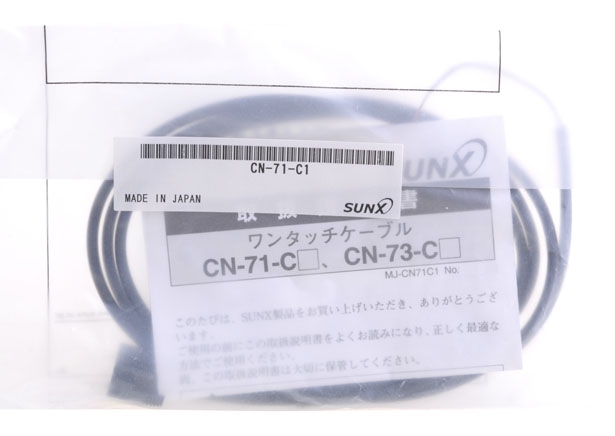 CN-71-C1
MADE IN JAPAN
SUNX
SUNX
取扱説明書
ワンタッチケーブル
CN-71-C□、CN-73-C□
MJ-CN71C1 No.
このたびは、SUNX製品をお買い上げいただき、ありがとうござ
います。
ご使用の前にこの取扱説明書をよくお読みになり、正しく最適な
方法でご使用ください。
尚、この取扱説明書は大切に保管してください。